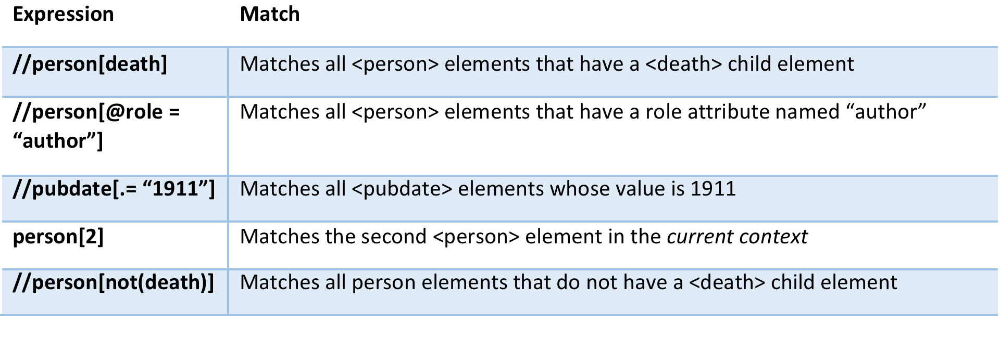 Expression Match
//person[death] Matches all <person> elements that have a <death> child element
//person[@role = Matches all <person> elements that have a role attribute named “author”
“author”]
//pubdate[.= “1911”] Matches all <pubdate> elements whose value is 1911
person[2] Matches the second <person> element in the current context
//person[not(death)] Matches all person elements that do not have a <death> child element